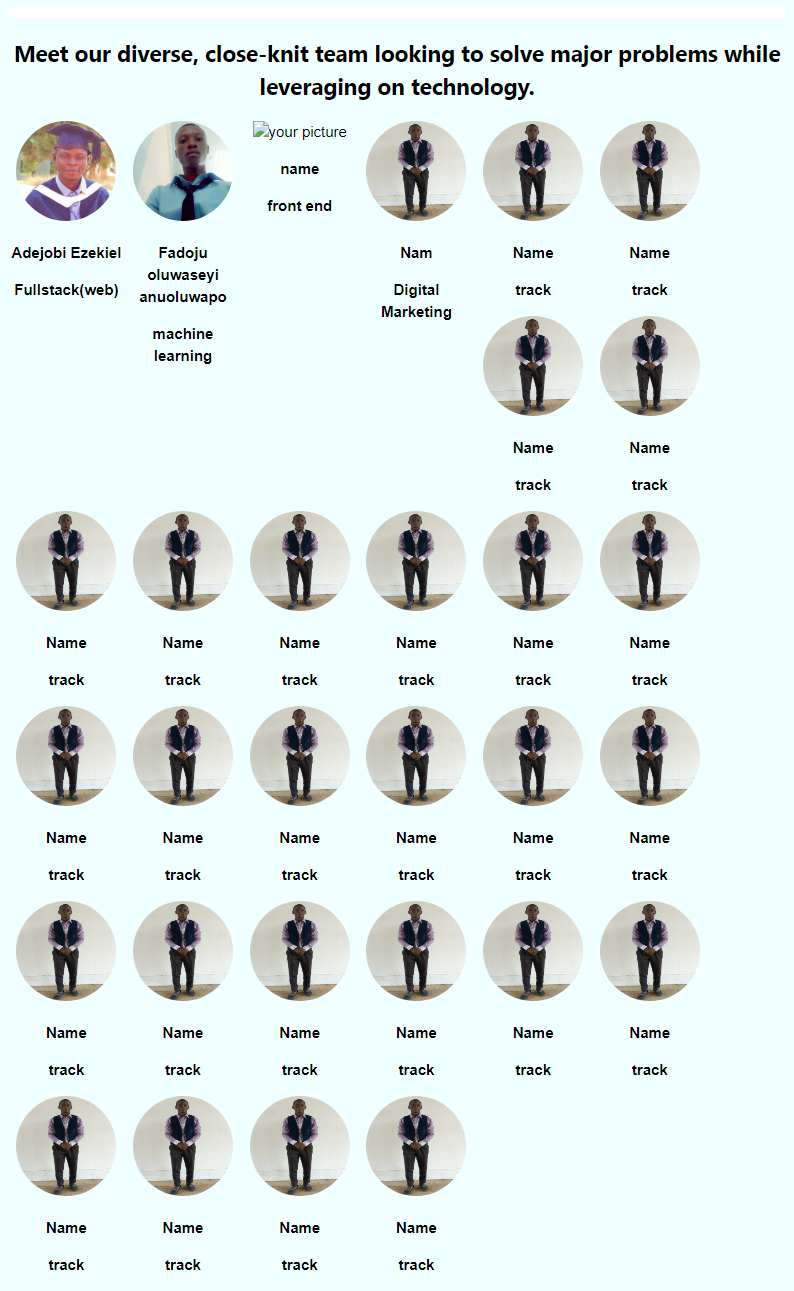 Meet our diverse, close-knit team looking to solve major problems while
leveraging on technology.
Adejobi Ezekiel
Fullstack(web)
Fadoju
oluwaseyi
anuoluwapo
machine
learning
your picture
name
front end
Nam
Digital
Marketing
Name
track
Name
track
Name
track
Name
track
Name
track
Name
track
Name
track
Name
track
Name
track
Name
track
Name
track
Name
track
Name
track
Name
track
Name
track
Name
track
Name
track
Name
track
Name
track
Name
track
Name
track
Name
track
Name
track
Name
track
Name
track
Name
track